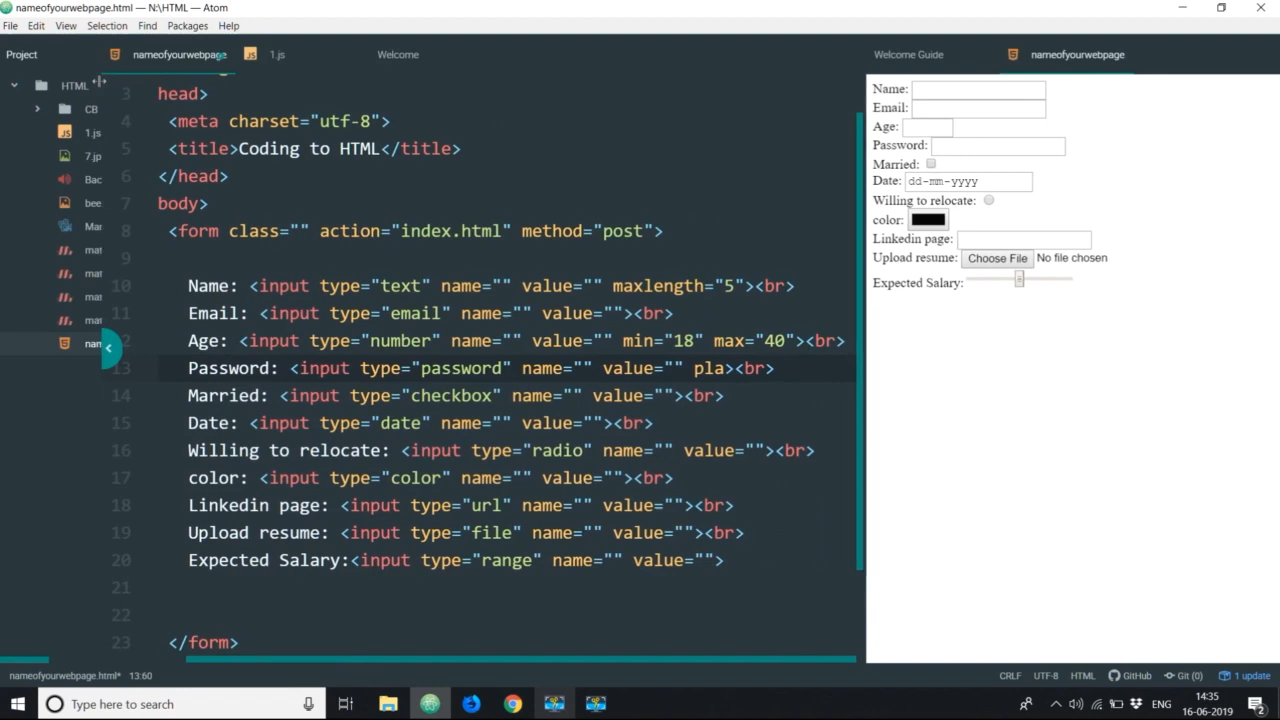 nameofyourwebpage.html — N:\HTML — Atom
File Edit View Selection Find Packages Help
Project
nameofyourwebpage
1.js
Welcome
Welcome Guide
nameofyourwebpage
HTML
CB
1.js
7.jp
Bac
bee
Mar
mat
mat
mat
mat
nam
3 head>
4 <meta charset="utf-8">
5 <title>Coding to HTML</title>
6 </head>
7 body>
8 <form class="" action="index.html" method="post">
9
10 Name: <input type="text" name="" value="" maxlength="5"><br>
11 Email: <input type="email" name="" value=""><br>
2 Age: <input type="number" name="" value="" min="18" max="40"><br>
13 Password: <input type="password" name="" value="" pla><br>
14 Married: <input type="checkbox" name="" value=""><br>
15 Date: <input type="date" name="" value=""><br>
16 Willing to relocate: <input type="radio" name="" value=""><br>
17 color: <input type="color" name="" value=""><br>
18 Linkedin page: <input type="url" name="" value=""><br>
19 Upload resume: <input type="file" name="" value=""><br>
20 Expected Salary:<input type="range" name="" value="">
21
22
23 </form>
Name:
Email:
Age:
Password:
Married:
Date: dd-mm-yyyy
Willing to relocate:
color:
Linkedin page:
Upload resume: Choose File No file chosen
Expected Salary:
nameofyourwebpage.html* 13:60
CRLF UTF-8 HTML GitHub Git (0) 1 update
Type here to search
ENG
14:35
16-06-2019
2